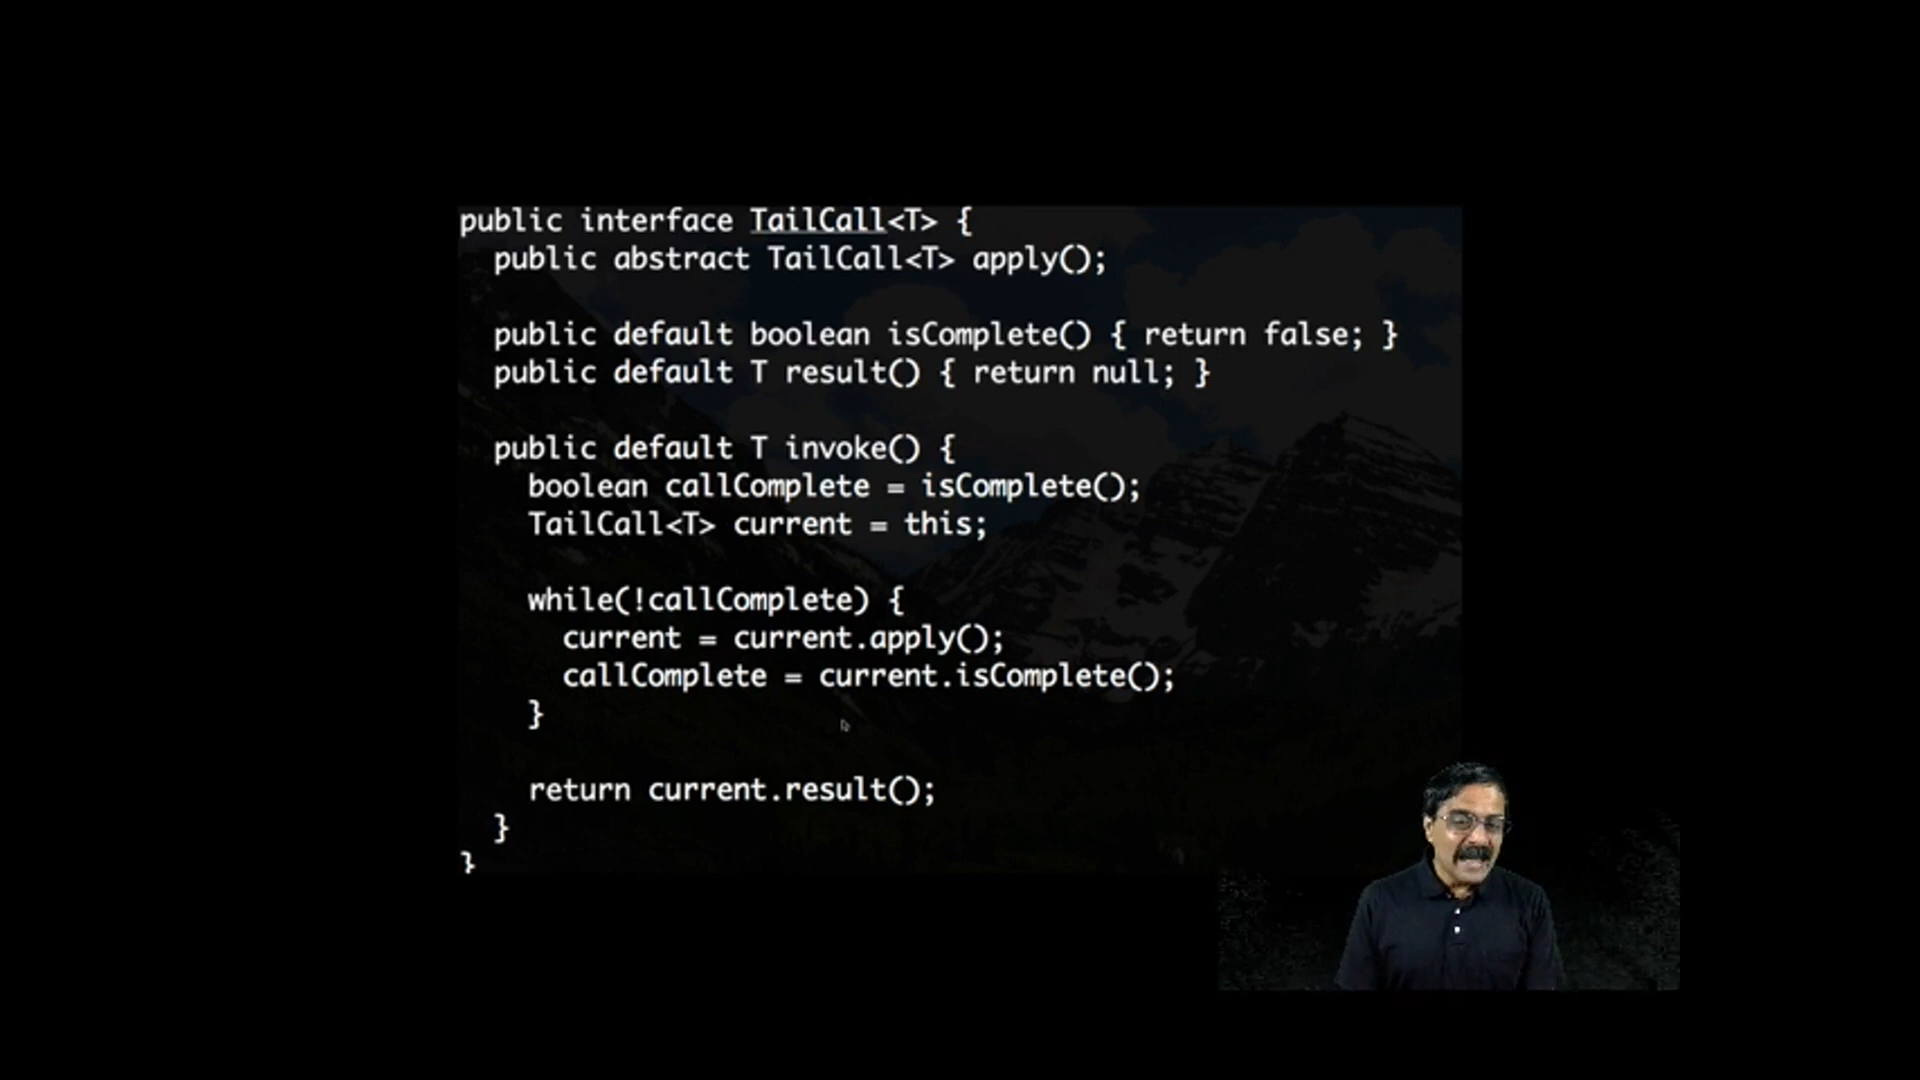 public interface TailCall<T> {
public abstract TailCall<T> apply();
public default boolean isComplete() { return false; }
public default T result() { return null; }
public default T invoke() {
boolean callComplete = isComplete();
TailCall<T> current = this;
while(!callComplete) {
current = current.apply();
callComplete = current.isComplete();
}
return current.result();
}
}